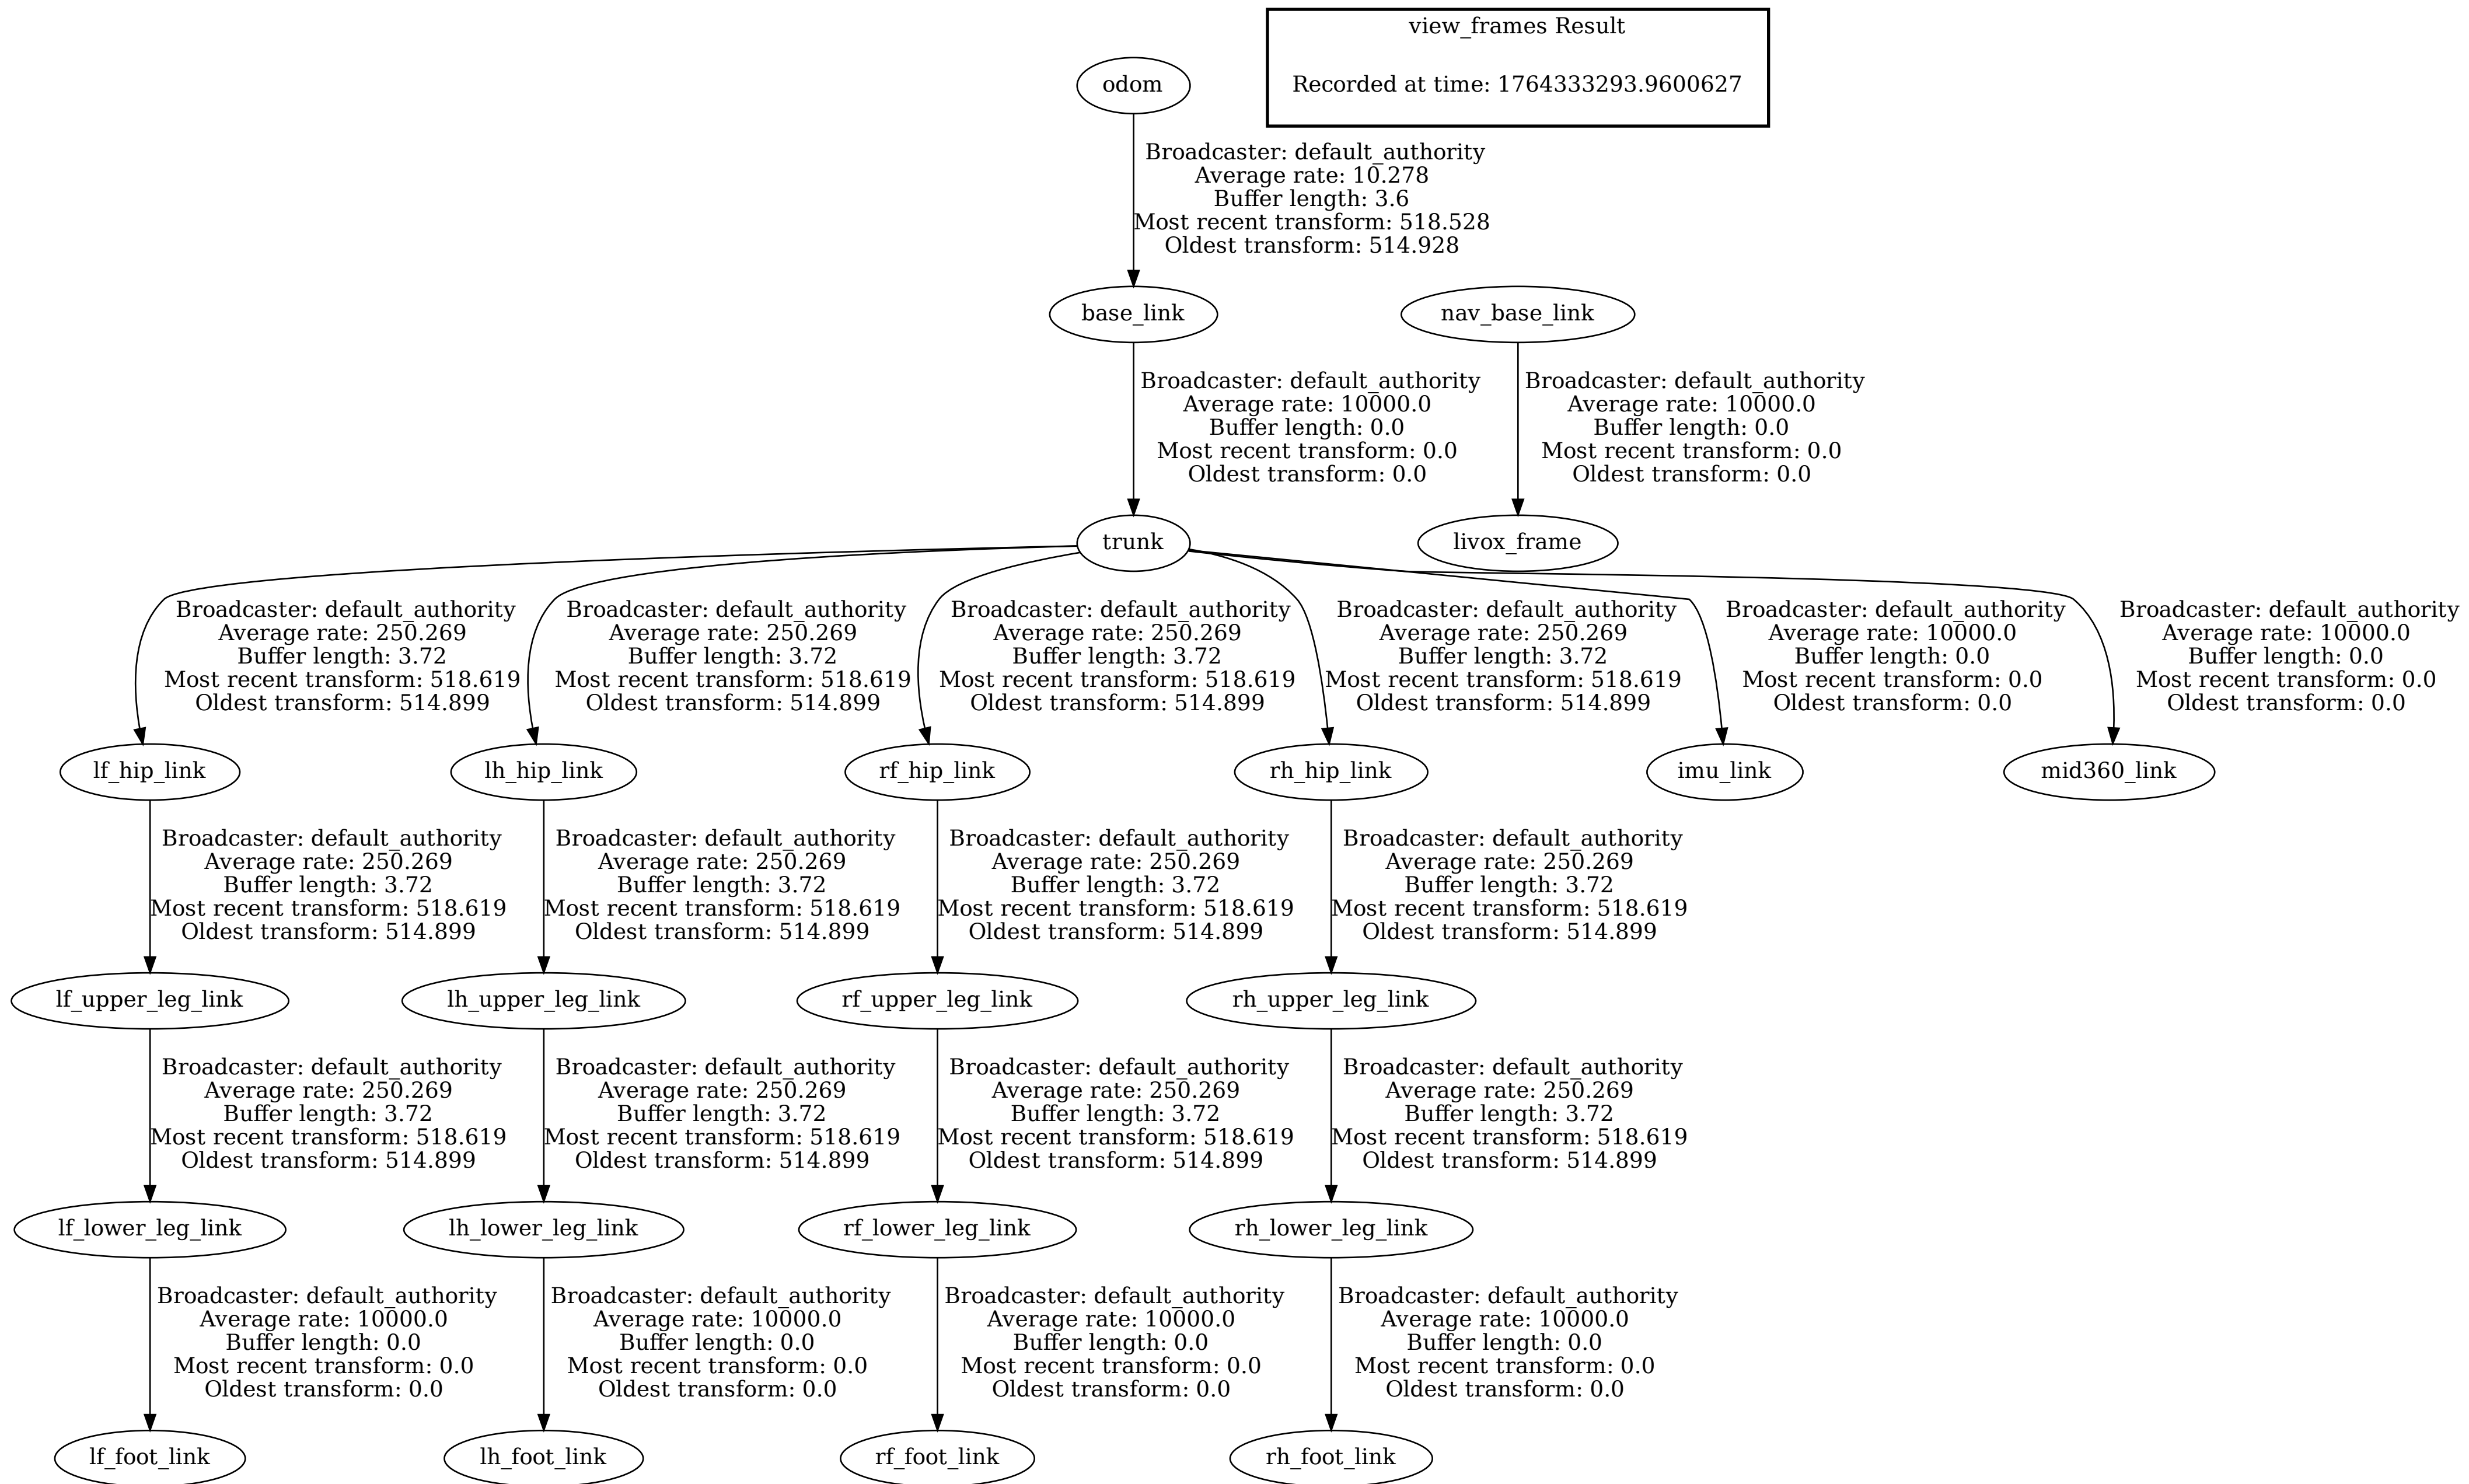 view_frames Result
Recorded at time: 1764333293.9600627
odom
Broadcaster: default_authority
Average rate: 10.278
Buffer length: 3.6
Most recent transform: 518.528
Oldest transform: 514.928
base_link
nav_base_link
Broadcaster: default_authority
Average rate: 10000.0
Buffer length: 0.0
Most recent transform: 0.0
Oldest transform: 0.0
Broadcaster: default_authority
Average rate: 10000.0
Buffer length: 0.0
Most recent transform: 0.0
Oldest transform: 0.0
trunk
livox_frame
Broadcaster: default_authority
Average rate: 250.269
Buffer length: 3.72
Most recent transform: 518.619
Oldest transform: 514.899
Broadcaster: default_authority
Average rate: 250.269
Buffer length: 3.72
Most recent transform: 518.619
Oldest transform: 514.899
Broadcaster: default_authority
Average rate: 250.269
Buffer length: 3.72
Most recent transform: 518.619
Oldest transform: 514.899
Broadcaster: default_authority
Average rate: 250.269
Buffer length: 3.72
Most recent transform: 518.619
Oldest transform: 514.899
Broadcaster: default_authority
Average rate: 10000.0
Buffer length: 0.0
Most recent transform: 0.0
Oldest transform: 0.0
Broadcaster: default_authority
Average rate: 10000.0
Buffer length: 0.0
Most recent transform: 0.0
Oldest transform: 0.0
lf_hip_link
lh_hip_link
rf_hip_link
rh_hip_link
imu_link
mid360_link
Broadcaster: default_authority
Average rate: 250.269
Buffer length: 3.72
Most recent transform: 518.619
Oldest transform: 514.899
Broadcaster: default_authority
Average rate: 250.269
Buffer length: 3.72
Most recent transform: 518.619
Oldest transform: 514.899
Broadcaster: default_authority
Average rate: 250.269
Buffer length: 3.72
Most recent transform: 518.619
Oldest transform: 514.899
Broadcaster: default_authority
Average rate: 250.269
Buffer length: 3.72
Most recent transform: 518.619
Oldest transform: 514.899
lf_upper_leg_link
lh_upper_leg_link
rf_upper_leg_link
rh_upper_leg_link
Broadcaster: default_authority
Average rate: 250.269
Buffer length: 3.72
Most recent transform: 518.619
Oldest transform: 514.899
Broadcaster: default_authority
Average rate: 250.269
Buffer length: 3.72
Most recent transform: 518.619
Oldest transform: 514.899
Broadcaster: default_authority
Average rate: 250.269
Buffer length: 3.72
Most recent transform: 518.619
Oldest transform: 514.899
Broadcaster: default_authority
Average rate: 250.269
Buffer length: 3.72
Most recent transform: 518.619
Oldest transform: 514.899
lf_lower_leg_link
lh_lower_leg_link
rf_lower_leg_link
rh_lower_leg_link
Broadcaster: default_authority
Average rate: 10000.0
Buffer length: 0.0
Most recent transform: 0.0
Oldest transform: 0.0
Broadcaster: default_authority
Average rate: 10000.0
Buffer length: 0.0
Most recent transform: 0.0
Oldest transform: 0.0
Broadcaster: default_authority
Average rate: 10000.0
Buffer length: 0.0
Most recent transform: 0.0
Oldest transform: 0.0
Broadcaster: default_authority
Average rate: 10000.0
Buffer length: 0.0
Most recent transform: 0.0
Oldest transform: 0.0
lf_foot_link
lh_foot_link
rf_foot_link
rh_foot_link